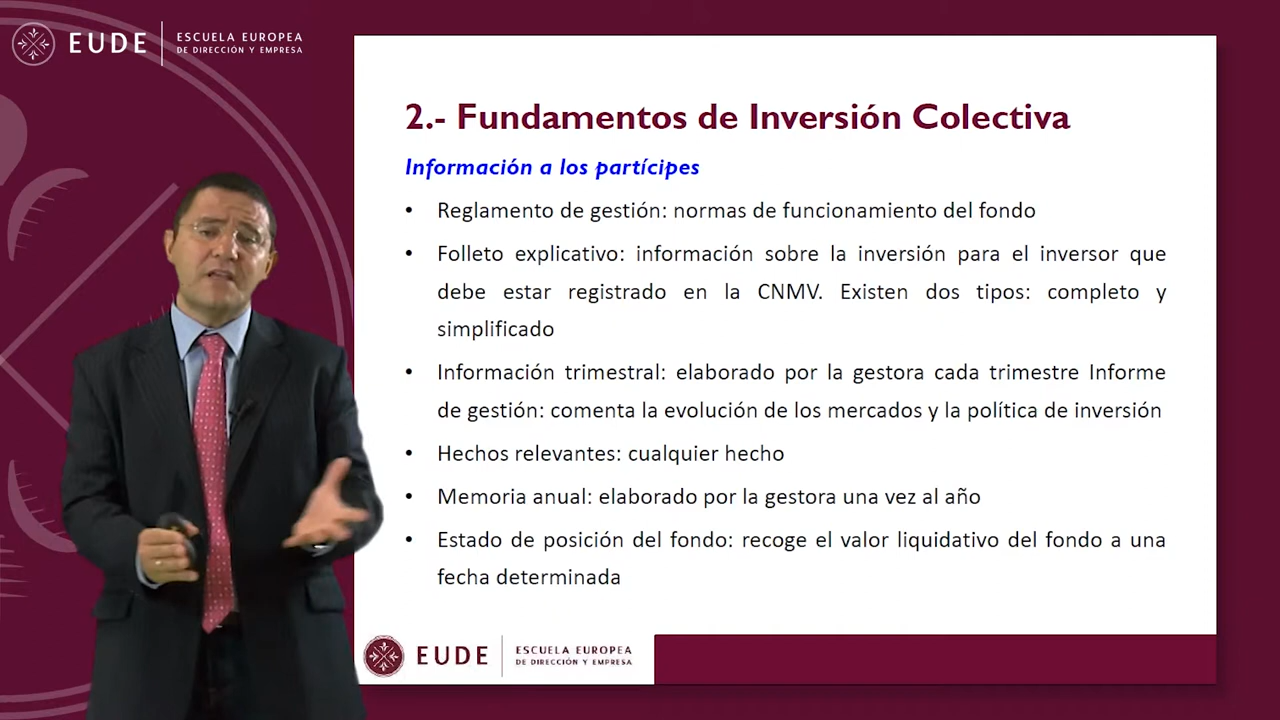 EUDE
ESCUELA EUROPEA
DE DIRECCIÓN Y EMPRESA
2.- Fundamentos de Inversión Colectiva
Información a los partícipes
• Reglamento de gestión: normas de funcionamiento del fondo
• Folleto explicativo: información sobre la inversión para el inversor que
debe estar registrado en la CNMV. Existen dos tipos: completo y
simplificado
• Información trimestral: elaborado por la gestora cada trimestre Informe
de gestión: comenta la evolución de los mercados y la política de inversión
• Hechos relevantes: cualquier hecho
• Memoria anual: elaborado por la gestora una vez al año
• Estado de posición del fondo: recoge el valor liquidativo del fondo a una
fecha determinada
EUDE
ESCUELA EUROPEA
DE DIRECCIÓN Y EMPRESA